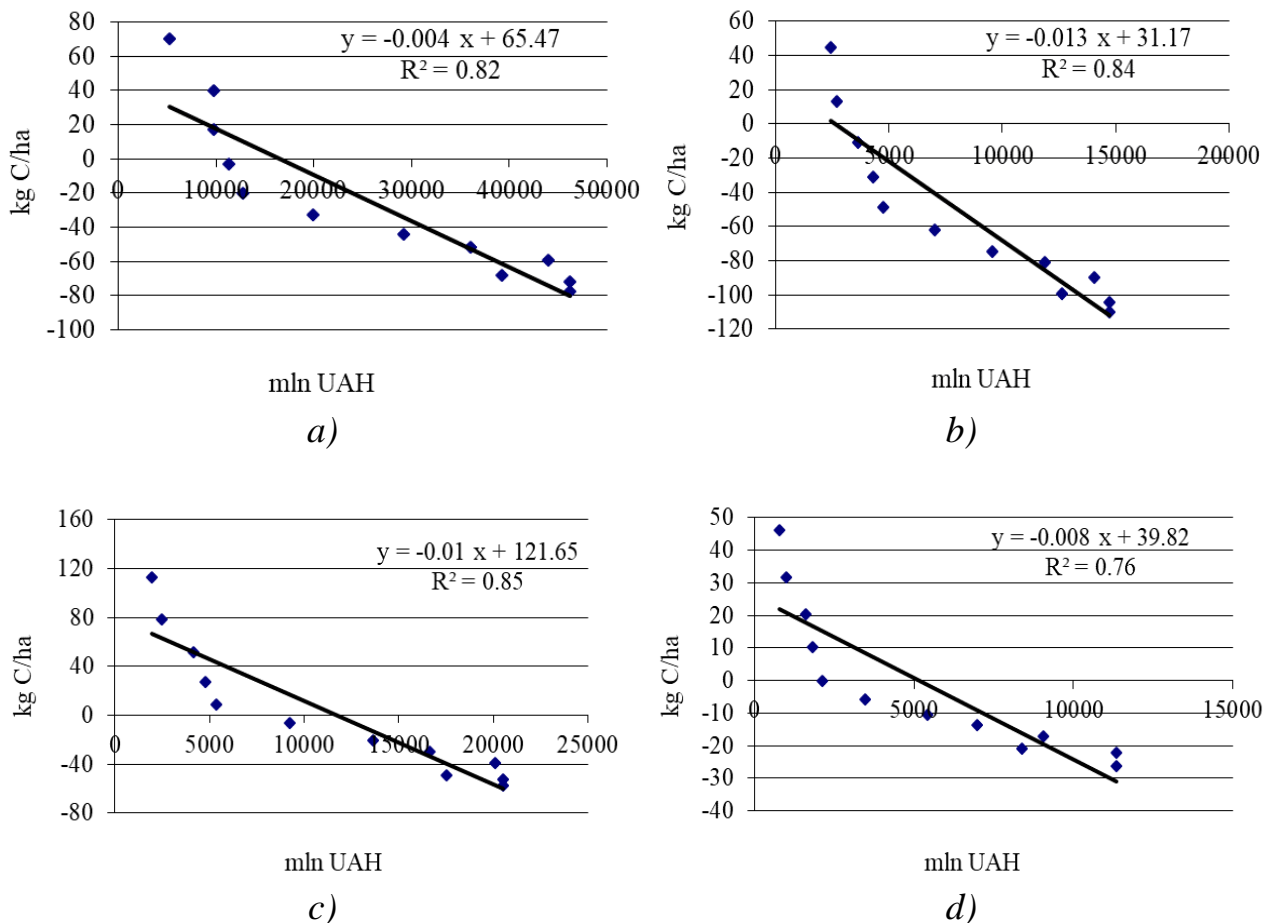 80
60
40
20
0
-20
-40
-60
-80
-100
kg C/ha
y = -0.004 x + 65.47
R² = 0.82
0 10000 20000 30000 40000 50000
mln UAH
a)
60
40
20
0
-20
-40
-60
-80
-100
-120
kg C/ha
y = -0.013 x + 31.17
R² = 0.84
0 5000 10000 15000 20000
mln UAH
b)
160
120
80
40
0
-40
-80
kg C/ha
y = -0.01 x + 121.65
R² = 0.85
0 5000 10000 15000 20000 25000
mln UAH
c)
50
40
30
20
10
0
-10
-20
-30
-40
kg C/ha
y = -0.008 x + 39.82
R² = 0.76
0 5000 10000 15000
mln UAH
d)